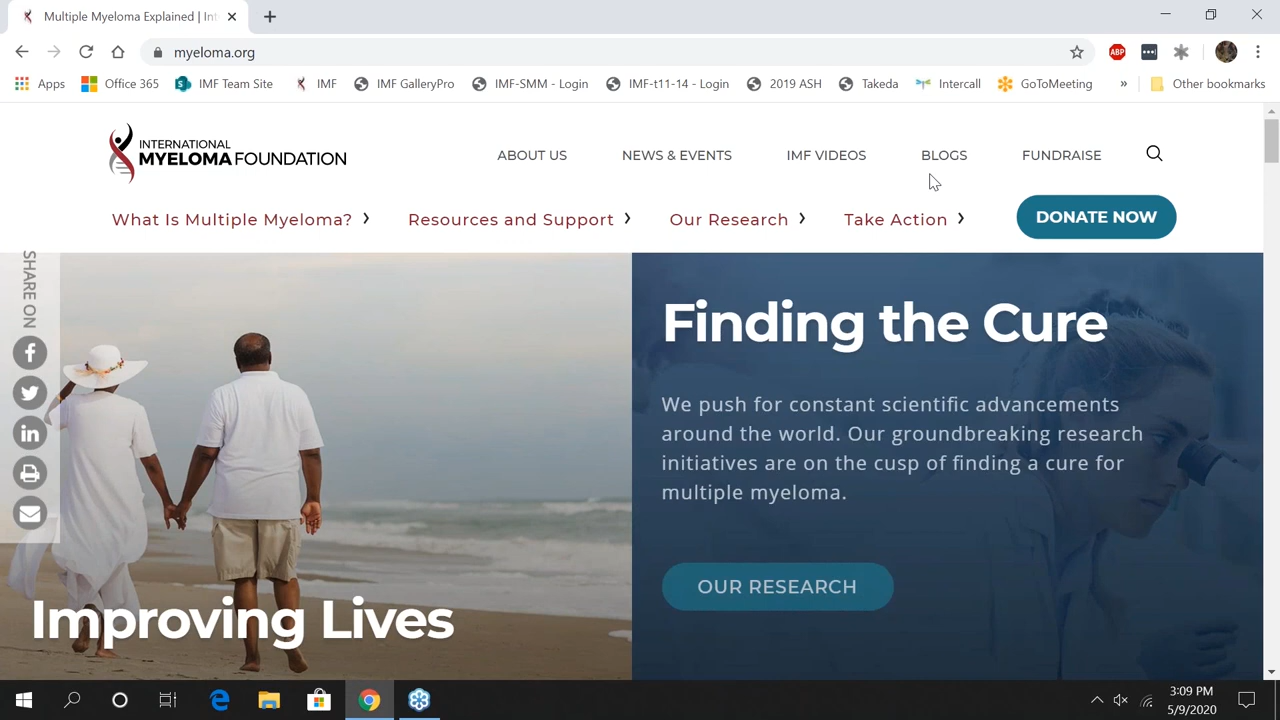 Multiple Myeloma Explained | Int
myeloma.org
ABP
Apps
Office 365
IMF Team Site
IMF
IMF GalleryPro
IMF-SMM - Login
IMF-t11-14 - Login
2019 ASH
Takeda
Intercall
GoToMeeting
»
Other bookmarks
INTERNATIONAL
MYELOMA FOUNDATION
ABOUT US
NEWS & EVENTS
IMF VIDEOS
BLOGS
FUNDRAISE
What Is Multiple Myeloma?
Resources and Support
Our Research
Take Action
DONATE NOW
SHARE ON
Improving Lives
Finding the Cure
We push for constant scientific advancements
around the world. Our groundbreaking research
initiatives are on the cusp of finding a cure for
multiple myeloma.
OUR RESEARCH
3:09 PM
5/9/2020